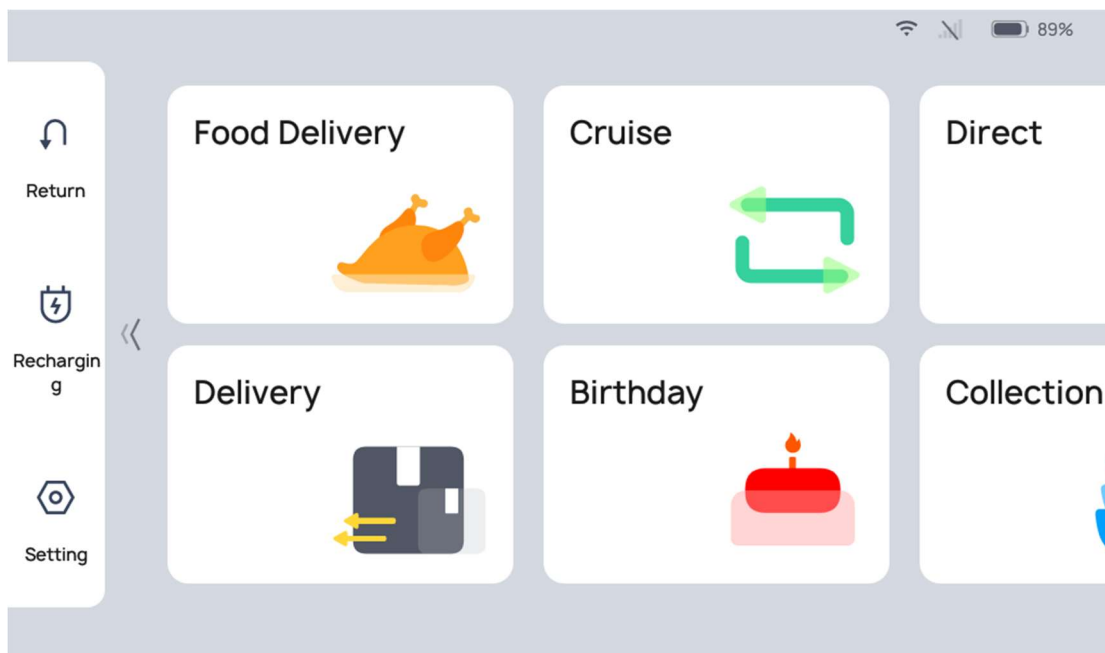 89%
Return
Rechargin
g
Setting
Food Delivery
Cruise
Direct
Delivery
Birthday
Collection